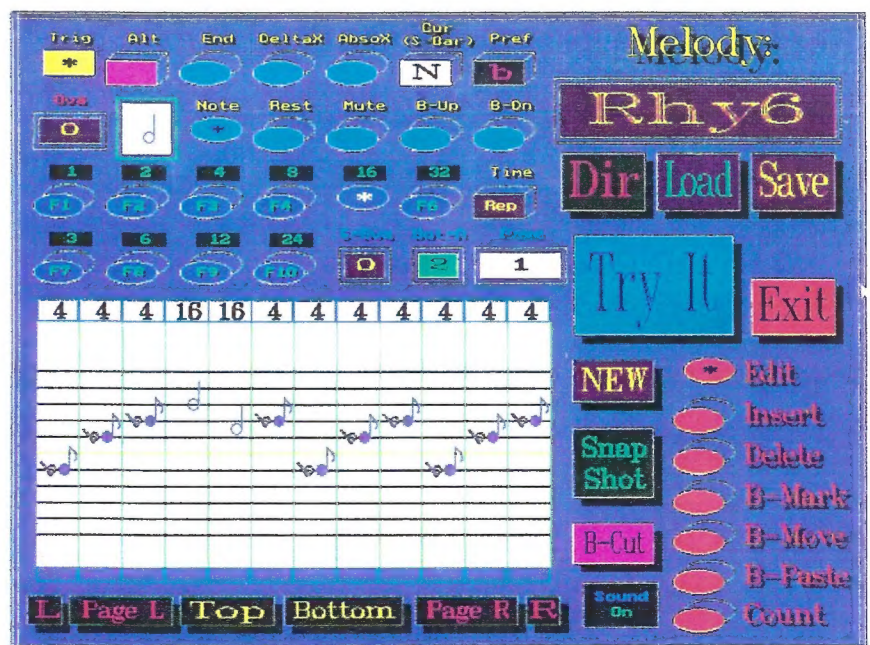 Trig Alt End DeltaX AbsoX Cur (S-Bar) Pref
* N b
Ova Note Rest Mute B-Up B-Dn
0 *
1 2 4 8 16 32 Time
F1 F2 F3 F4 * F6 Rep
3 6 12 24
F7 F8 F9 F10 0 2 1
4 4 4 16 16 4 4 4 4 4 4 4
L Page L Top Bottom Page R R
Melody:
Rhy6
Dir Load Save
Try It Exit
NEW * Edit
Insert
Snap Shot Delete
B-Mark
B-Cut B-Move
B-Paste
Sound On Count